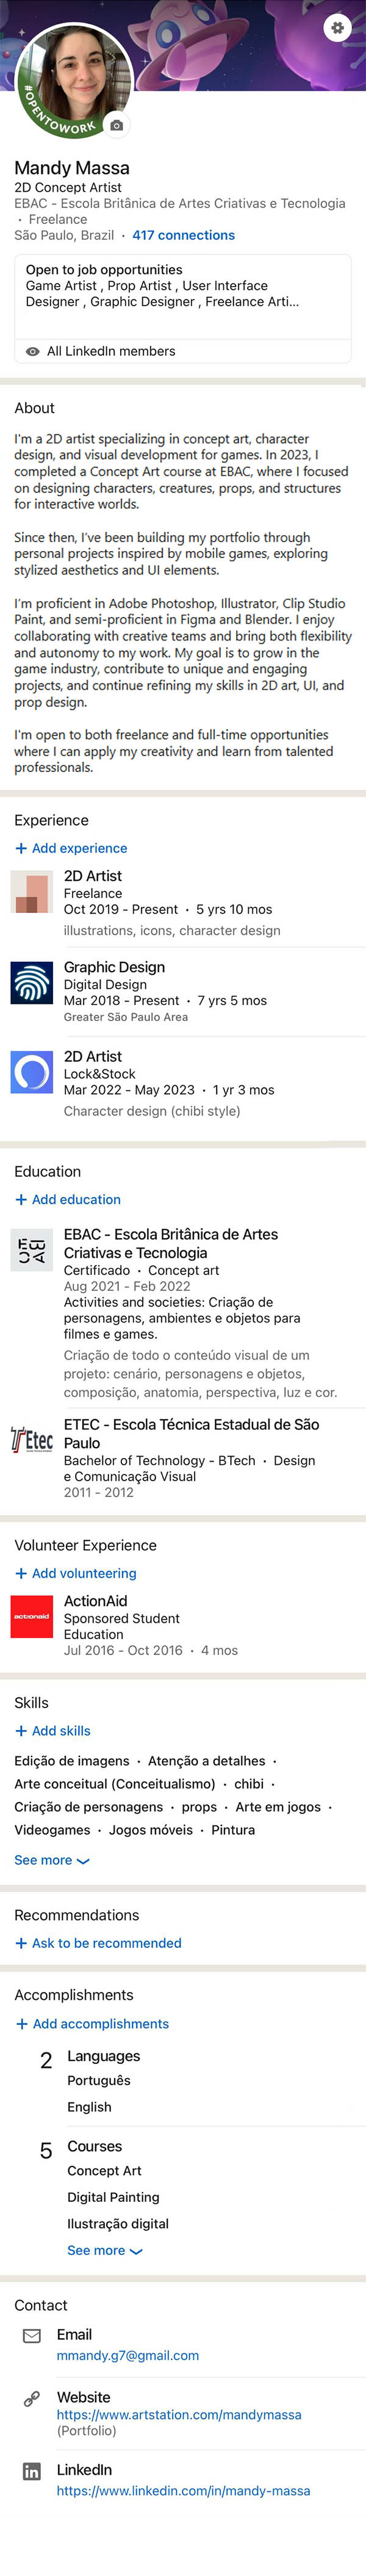 #OPENTOWORK
Mandy Massa
2D Concept Artist
EBAC - Escola Britânica de Artes Criativas e Tecnologia
· Freelance
São Paulo, Brazil · 417 connections
Open to job opportunities
Game Artist , Prop Artist , User Interface
Designer , Graphic Designer , Freelance Arti...
All LinkedIn members
About
I'm a 2D artist specializing in concept art, character
design, and visual development for games. In 2023, I
completed a Concept Art course at EBAC, where I focused
on designing characters, creatures, props, and structures
for interactive worlds.
Since then, I've been building my portfolio through
personal projects inspired by mobile games, exploring
stylized aesthetics and UI elements.
I'm proficient in Adobe Photoshop, Illustrator, Clip Studio
Paint, and semi-proficient in Figma and Blender. I enjoy
collaborating with creative teams and bring both flexibility
and autonomy to my work. My goal is to grow in the
game industry, contribute to unique and engaging
projects, and continue refining my skills in 2D art, UI, and
prop design.
I'm open to both freelance and full-time opportunities
where I can apply my creativity and learn from talented
professionals.
Experience
+ Add experience
2D Artist
Freelance
Oct 2019 - Present · 5 yrs 10 mos
illustrations, icons, character design
Graphic Design
Digital Design
Mar 2018 - Present · 7 yrs 5 mos
Greater São Paulo Area
2D Artist
Lock&Stock
Mar 2022 - May 2023 · 1 yr 3 mos
Character design (chibi style)
Education
+ Add education
EBAC
EBAC - Escola Britânica de Artes
Criativas e Tecnologia
Certificado · Concept art
Aug 2021 - Feb 2022
Activities and societies: Criação de
personagens, ambientes e objetos para
filmes e games.
Criação de todo o conteúdo visual de um
projeto: cenário, personagens e objetos,
composição, anatomia, perspectiva, luz e cor.
Etec
ETEC - Escola Técnica Estadual de São
Paulo
Bachelor of Technology - BTech · Design
e Comunicação Visual
2011 - 2012
Volunteer Experience
+ Add volunteering
actionaid
ActionAid
Sponsored Student
Education
Jul 2016 - Oct 2016 · 4 mos
Skills
+ Add skills
Edição de imagens · Atenção a detalhes ·
Arte conceitual (Conceitualismo) · chibi ·
Criação de personagens · props · Arte em jogos ·
Videogames · Jogos móveis · Pintura
See more
Recommendations
+ Ask to be recommended
Accomplishments
+ Add accomplishments
2 Languages
Português
English
5 Courses
Concept Art
Digital Painting
Ilustração digital
See more
Contact
Email
mmandy.g7@gmail.com
Website
https://www.artstation.com/mandymassa
(Portfolio)
in LinkedIn
https://www.linkedin.com/in/mandy-massa